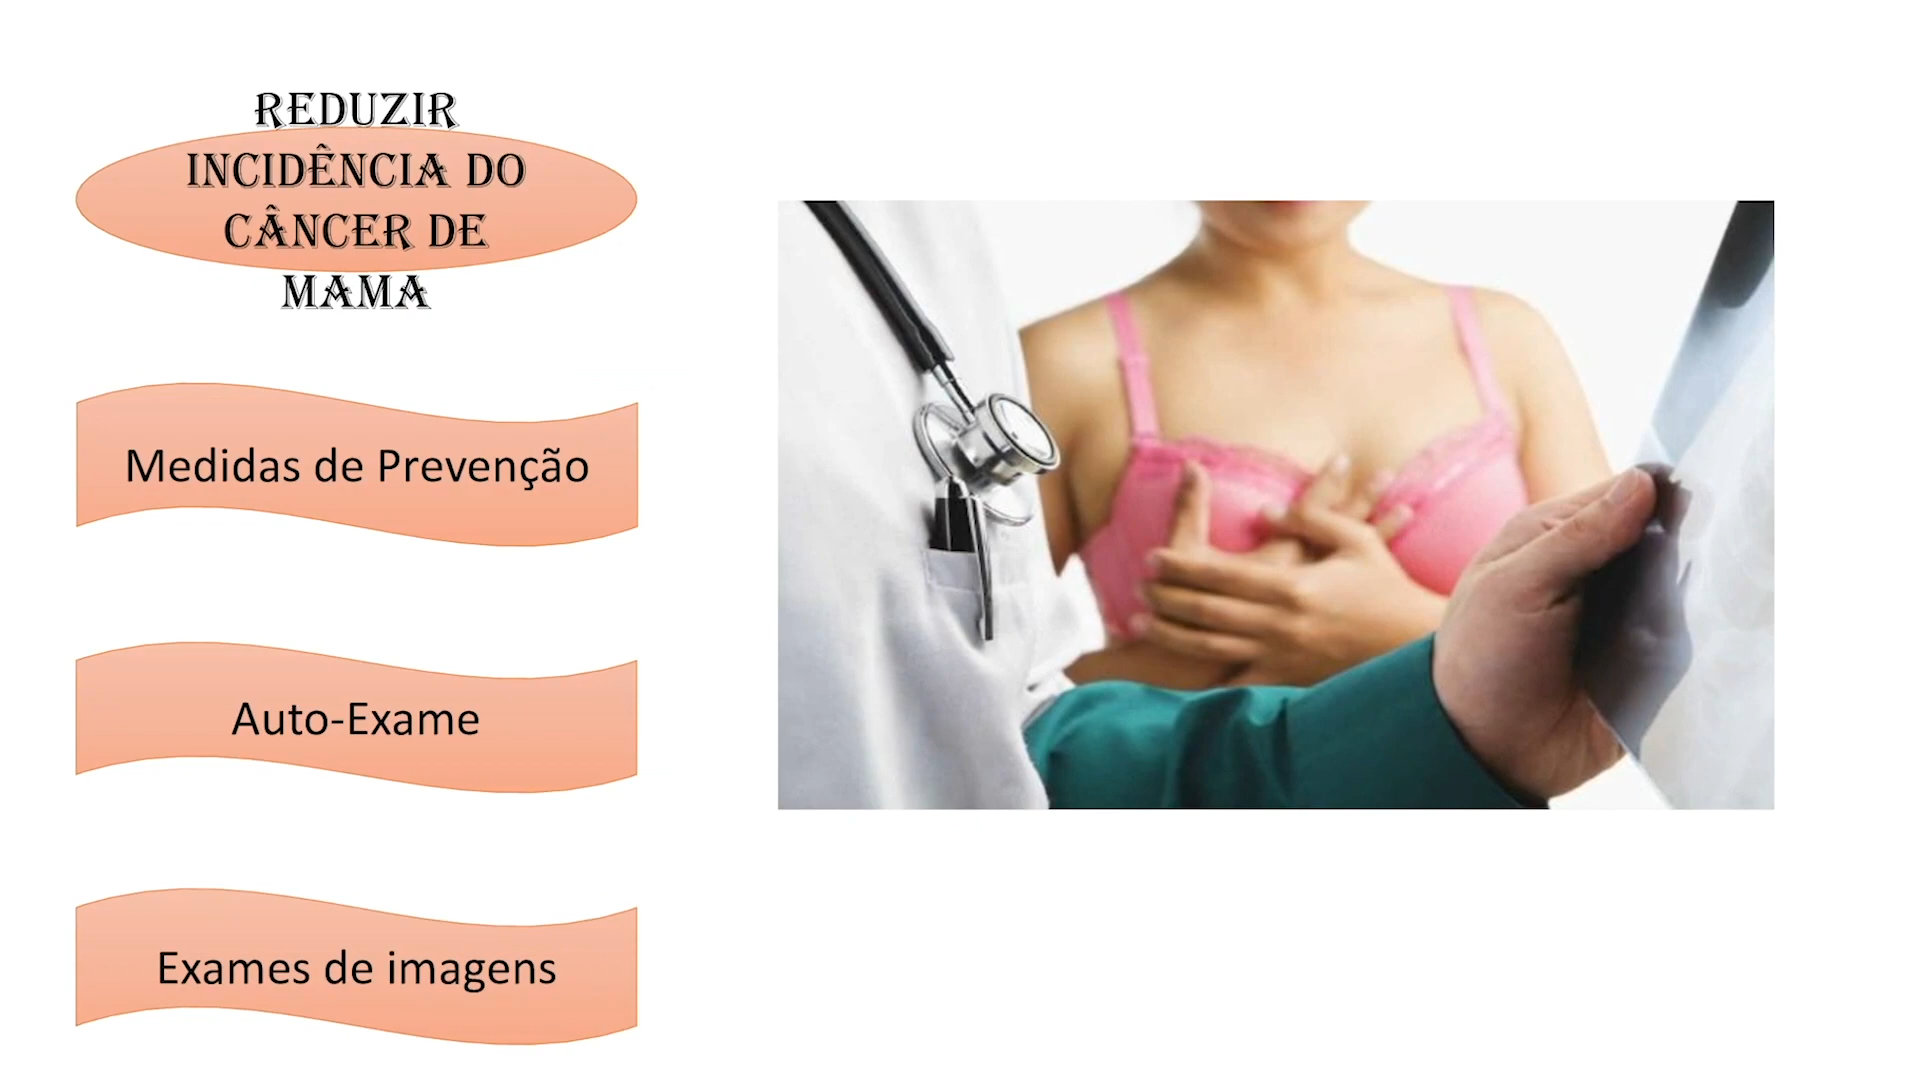 REDUZIR
INCIDÊNCIA DO
CÂNCER DE
MAMA
Medidas de Prevenção
Auto-Exame
Exames de imagens